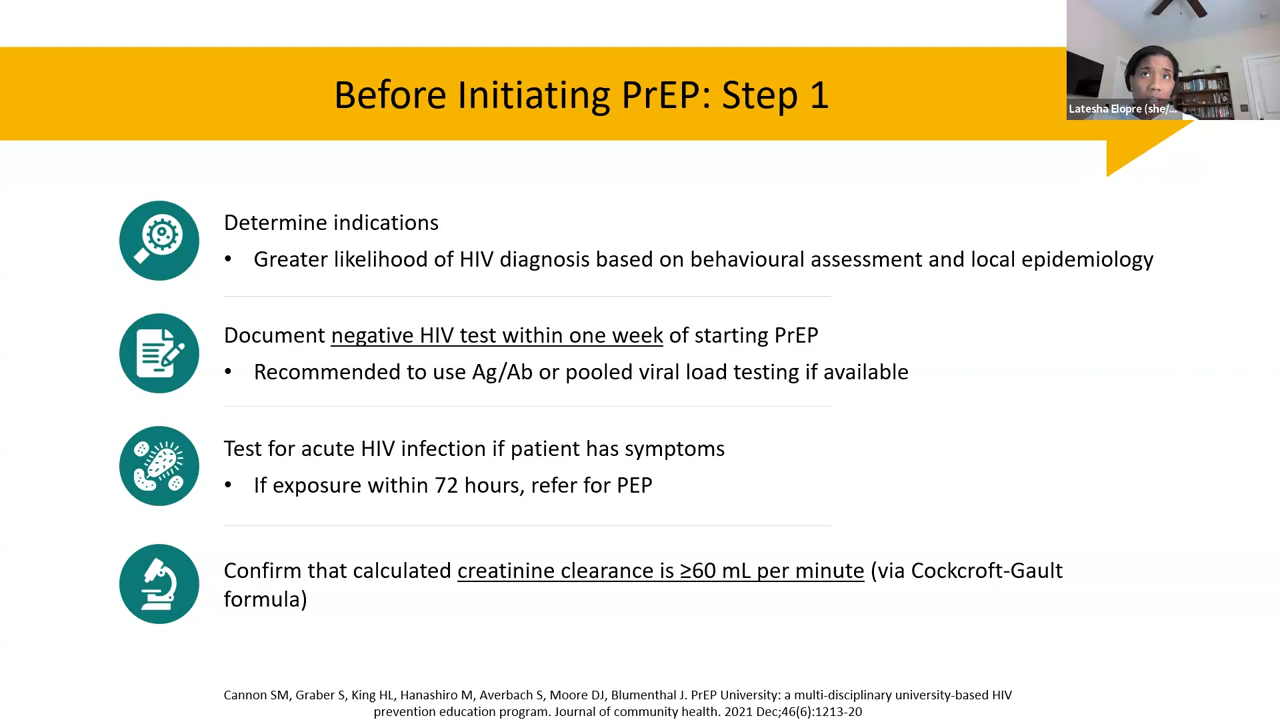 Before Initiating PrEP: Step 1
Latesha Elopre (she/...
Determine indications
• Greater likelihood of HIV diagnosis based on behavioural assessment and local epidemiology
Document negative HIV test within one week of starting PrEP
• Recommended to use Ag/Ab or pooled viral load testing if available
Test for acute HIV infection if patient has symptoms
• If exposure within 72 hours, refer for PEP
Confirm that calculated creatinine clearance is ≥60 mL per minute (via Cockcroft-Gault
formula)
Cannon SM, Graber S, King HL, Hanashiro M, Averbach S, Moore DJ, Blumenthal J. PrEP University: a multi-disciplinary university-based HIV
prevention education program. Journal of community health. 2021 Dec;46(6):1213-20